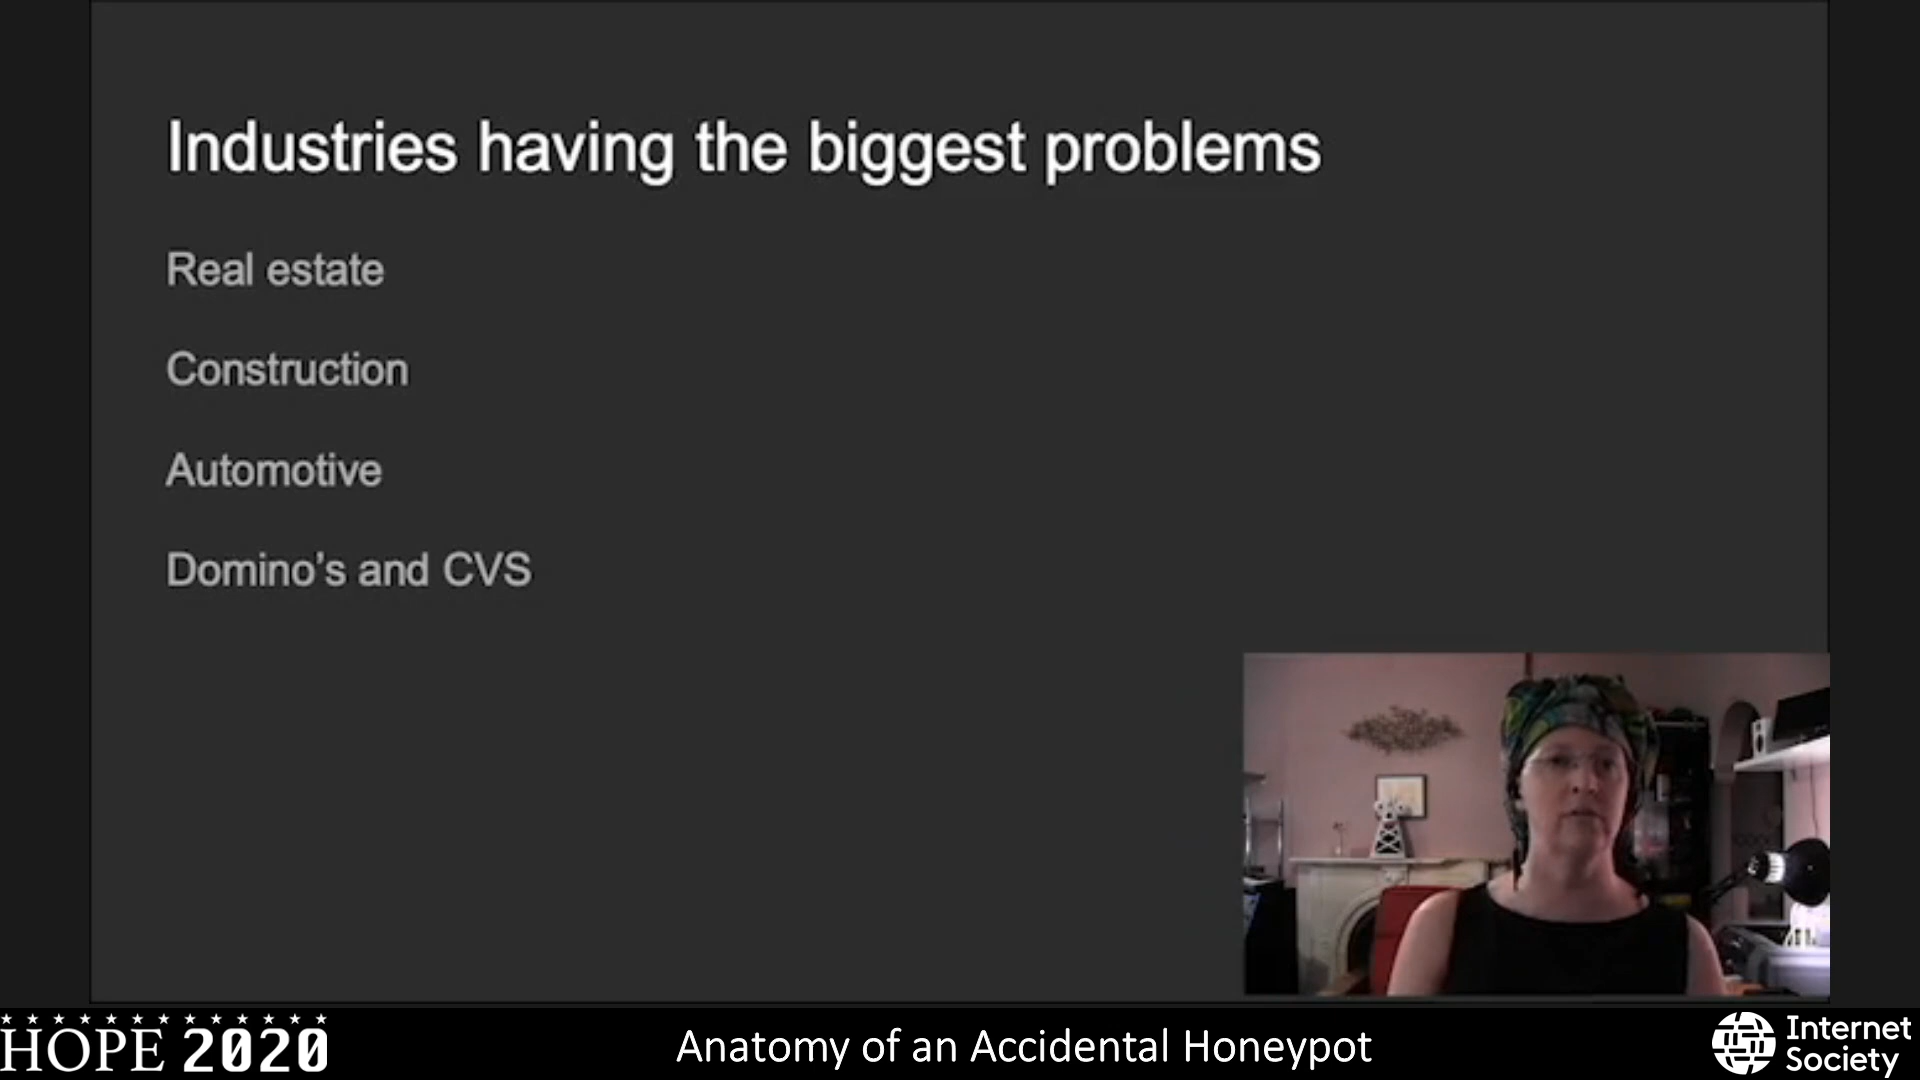 Industries having the biggest problems
Real estate
Construction
Automotive
Domino’s and CVS
HOPE 2020
Anatomy of an Accidental Honeypot
Internet
Society